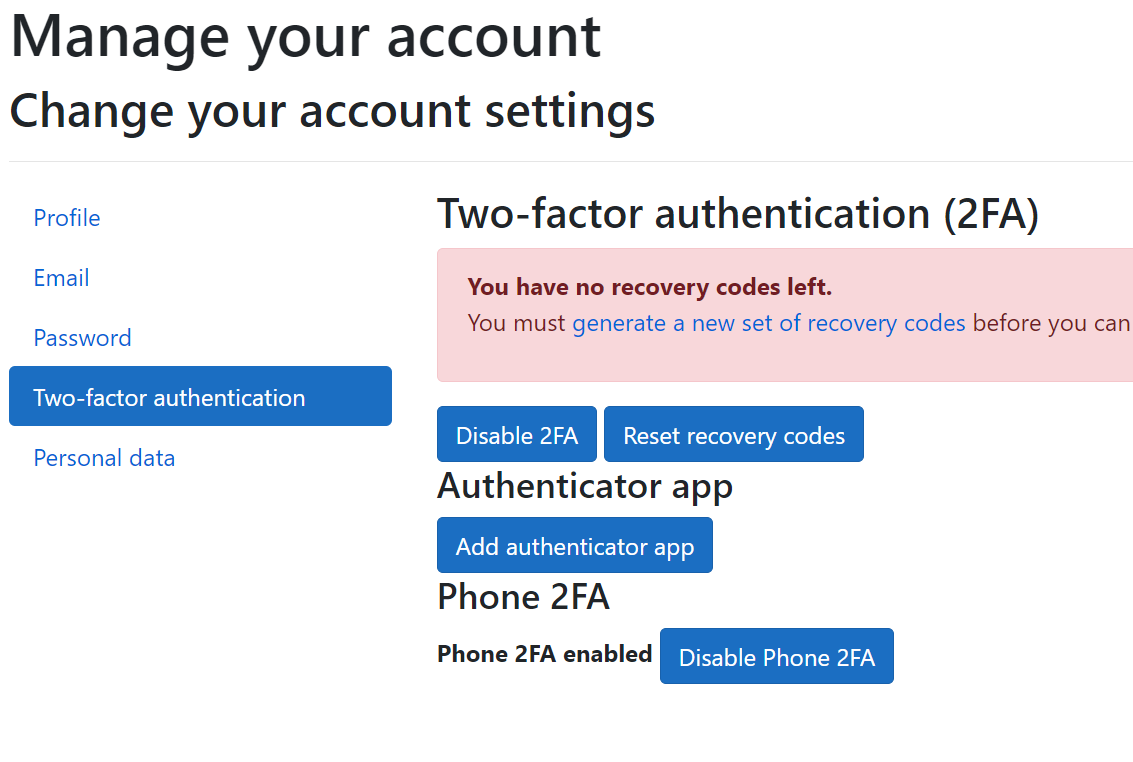 Manage your account
Change your account settings
Profile
Email
Password
Two-factor authentication
Personal data
Two-factor authentication (2FA)
You have no recovery codes left.
You must generate a new set of recovery codes before you can
Disable 2FA
Reset recovery codes
Authenticator app
Add authenticator app
Phone 2FA
Phone 2FA enabled
Disable Phone 2FA